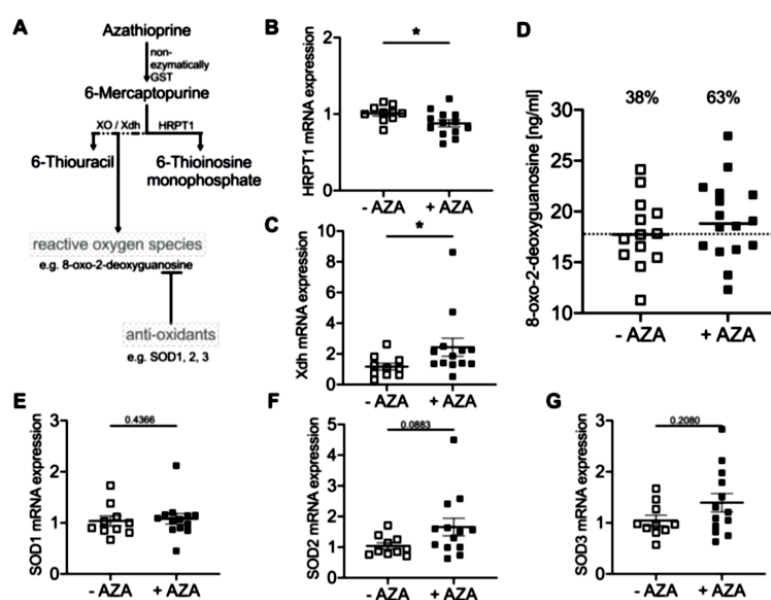 A
Azathioprine
non-
ezymatically
GST
6-Mercaptopurine
XO / Xdh
HRPT1
6-Thiouracil
6-Thioinosine
monophosphate
reactive oxygen species
e.g. 8-oxo-2-deoxyguanosine
anti-oxidants
e.g. SOD1, 2, 3
B
HRPT1 mRNA expression
2
1
0
*
- AZA
+ AZA
C
Xdh mRNA expression
10
8
6
4
2
0
*
- AZA
+ AZA
D
8-oxo-2-deoxyguanosine [ng/ml]
38%
63%
30
25
20
15
10
- AZA
+ AZA
E
SOD1 mRNA expression
3
2
1
0
0.4366
- AZA
+ AZA
F
SOD2 mRNA expression
5
4
3
2
1
0
0.0883
- AZA
+ AZA
G
SOD3 mRNA expression
3
2
1
0
0.2080
- AZA
+ AZA